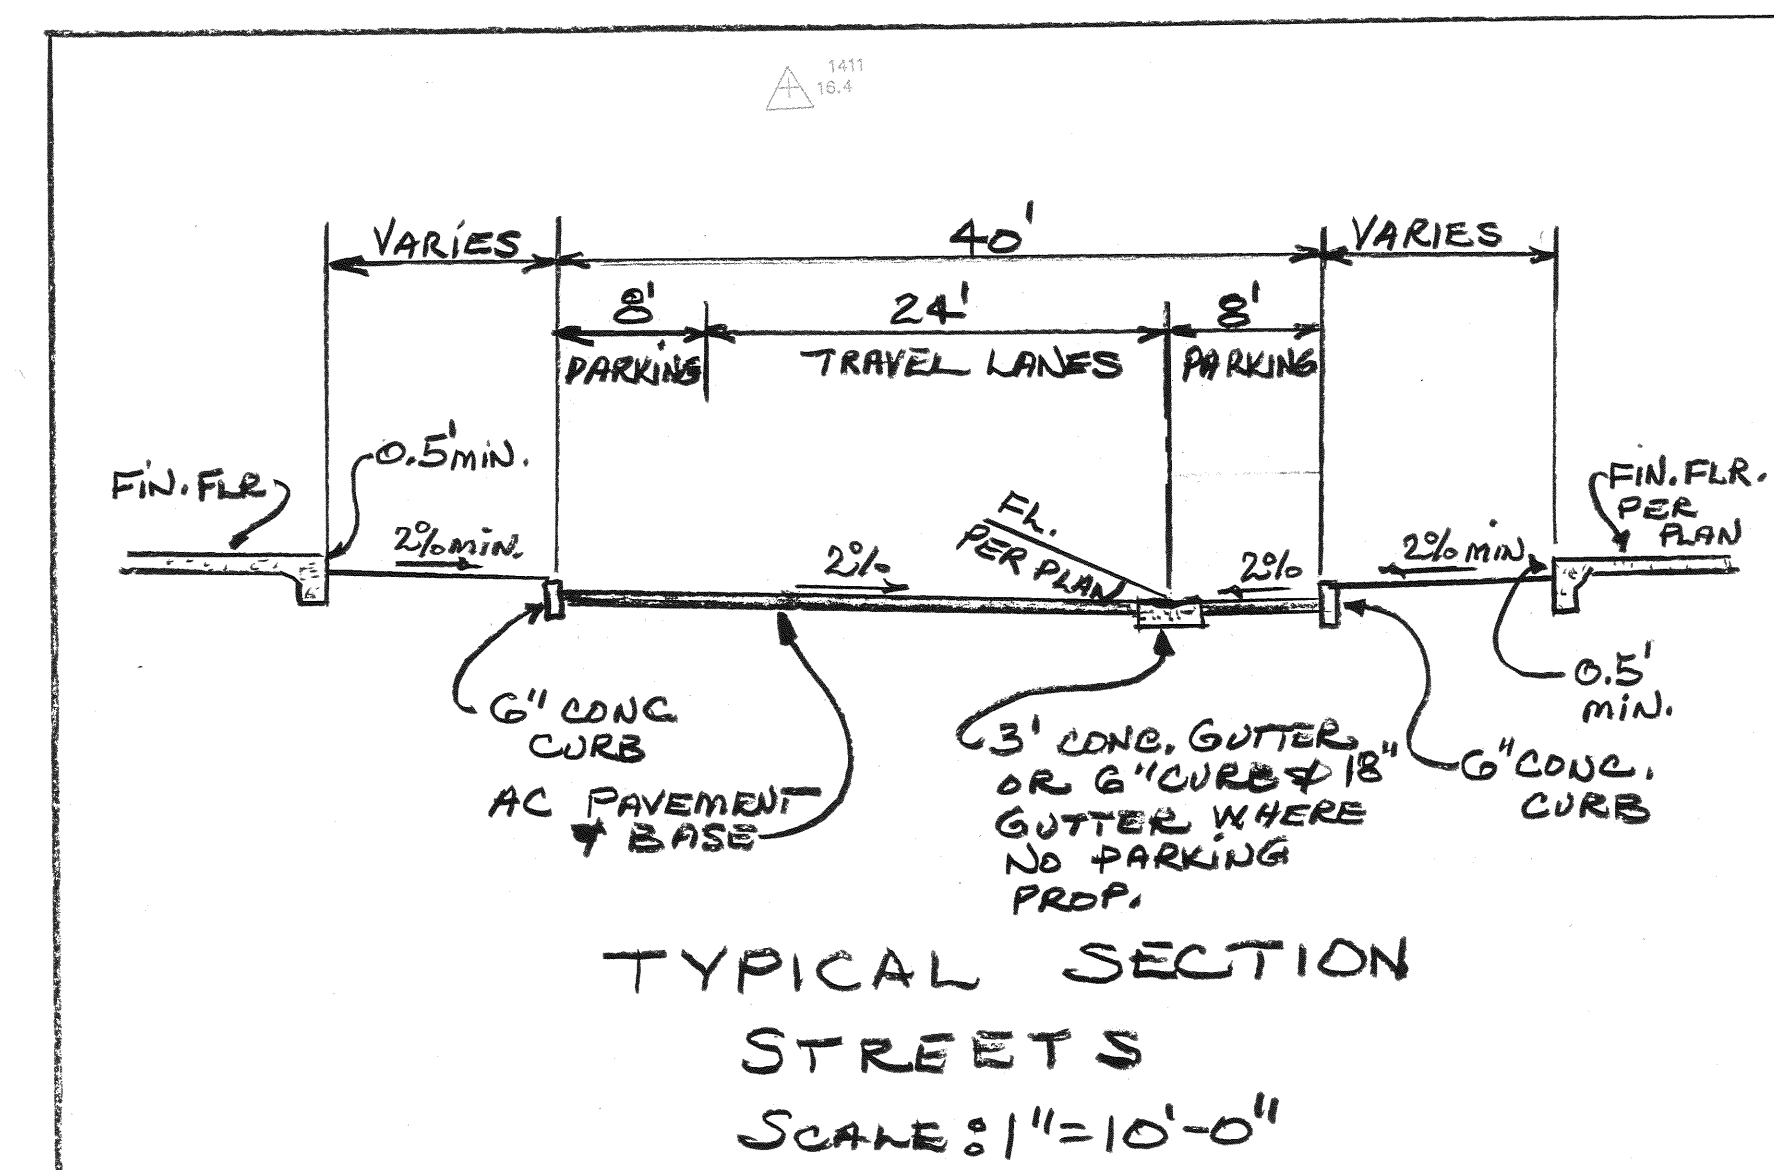 1411
16.4
VARIES
40'
VARIES
8'
24'
8'
PARKING
TRAVEL LANES
PARKING
0.5' MIN.
FIN. FLR
2% MIN.
2%
FL.
PER PLAN
2%
2% MIN
FIN. FLR.
PER
PLAN
6" CONC
CURB
AC PAVEMENT
& BASE
3' CONC. GUTTER
OR 6" CURB & 18"
GUTTER WHERE
NO PARKING
PROP.
0.5'
MIN.
6" CONC.
CURB
TYPICAL SECTION
STREETS
SCALE: 1"=10'-0"